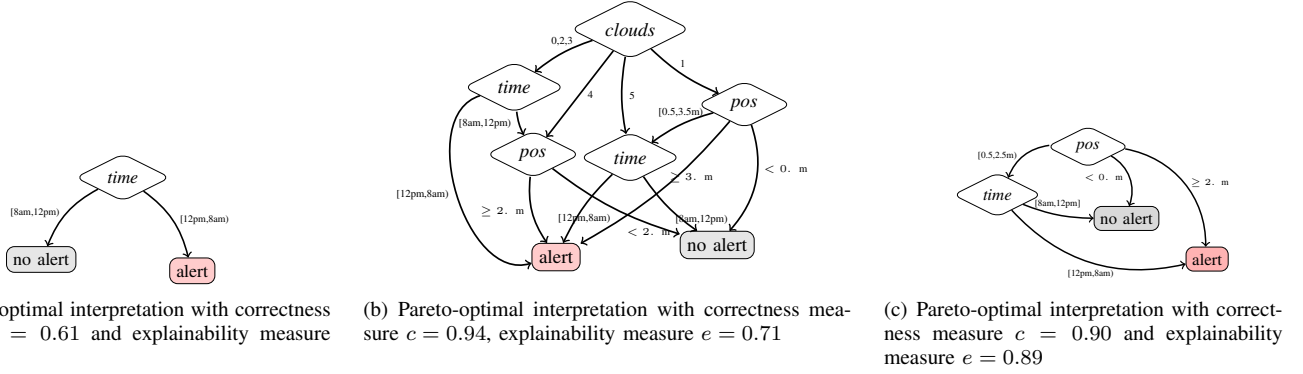 time
[8am,12pm)
[12pm,8am)
no alert
alert
optimal interpretation with correctness
= 0.61 and explainability measure
clouds
0,2,3
4
5
1
time
pos
[8am,12pm)
[0.5,3.5m)
pos
time
[12pm,8am)
≥ 3. m
< 0. m
≥ 2. m
[12pm,8am)
[8am,12pm)
< 2. m
alert
no alert
(b) Pareto-optimal interpretation with correctness mea-
sure c = 0.94, explainability measure e = 0.71
pos
[0.5,2.5m)
< 0. m
≥ 2. m
time
[8am,12pm]
no alert
[12pm,8am)
alert
(c) Pareto-optimal interpretation with correct-
ness measure c = 0.90 and explainability
measure e = 0.89